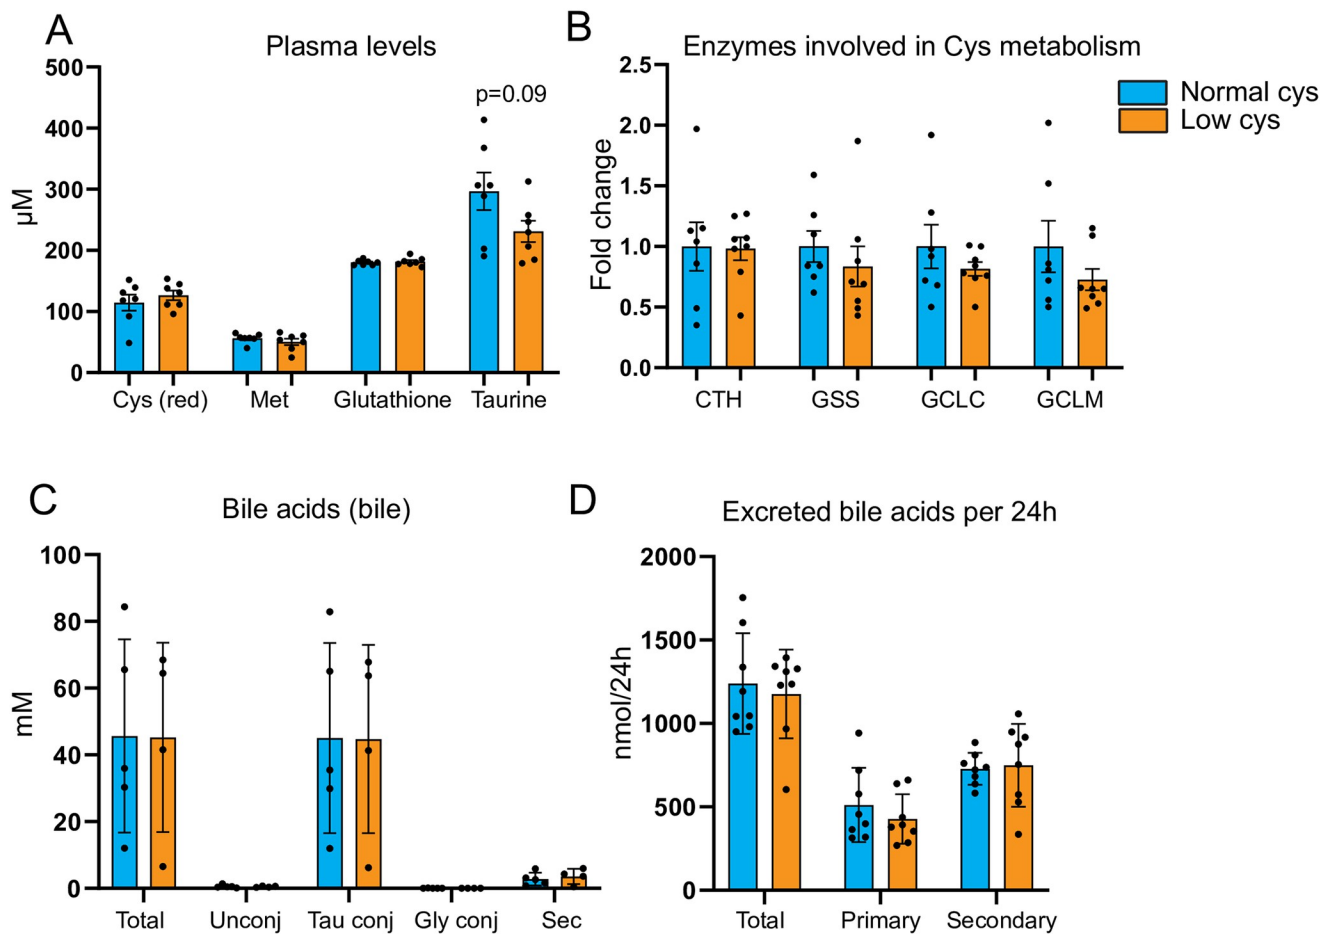 A
Plasma levels
500
400
300
200
100
0
μM
p=0.09
Cys (red) Met Glutathione Taurine
B
Enzymes involved in Cys metabolism
2.5
2.0
1.5
1.0
0.5
0.0
Fold change
CTH GSS GCLC GCLM
Normal cys
Low cys
C
Bile acids (bile)
100
80
60
40
20
0
mM
Total Unconj Tau conj Gly conj Sec
D
Excreted bile acids per 24h
2000
1500
1000
500
0
nmol/24h
Total Primary Secondary